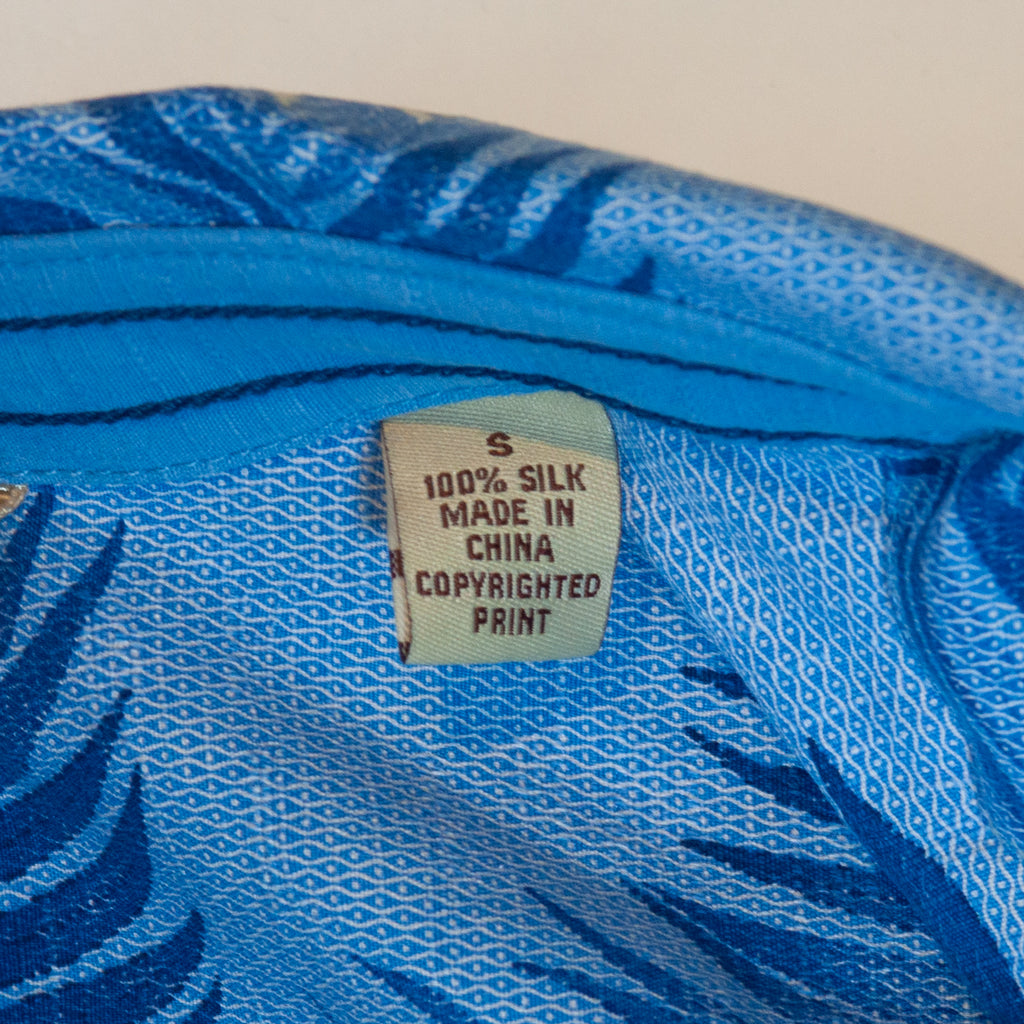 S
100% SILK
MADE IN
CHINA
COPYRIGHTED
PRINT